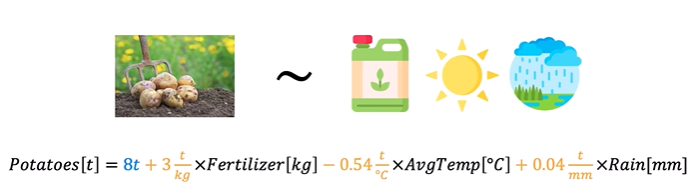 ~
Potatoes[t] = 8t + 3 t/kg ×Fertilizer[kg] − 0.54 t/°C ×AvgTemp[°C] + 0.04 t/mm ×Rain[mm]